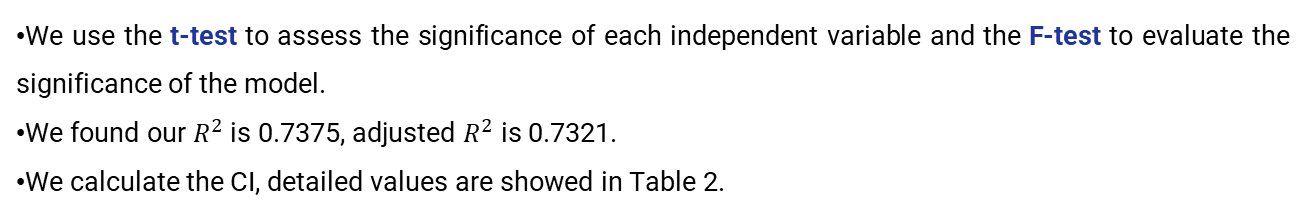 •We use the t-test to assess the significance of each independent variable and the F-test to evaluate the
significance of the model.
•We found our R² is 0.7375, adjusted R² is 0.7321.
•We calculate the CI, detailed values are showed in Table 2.